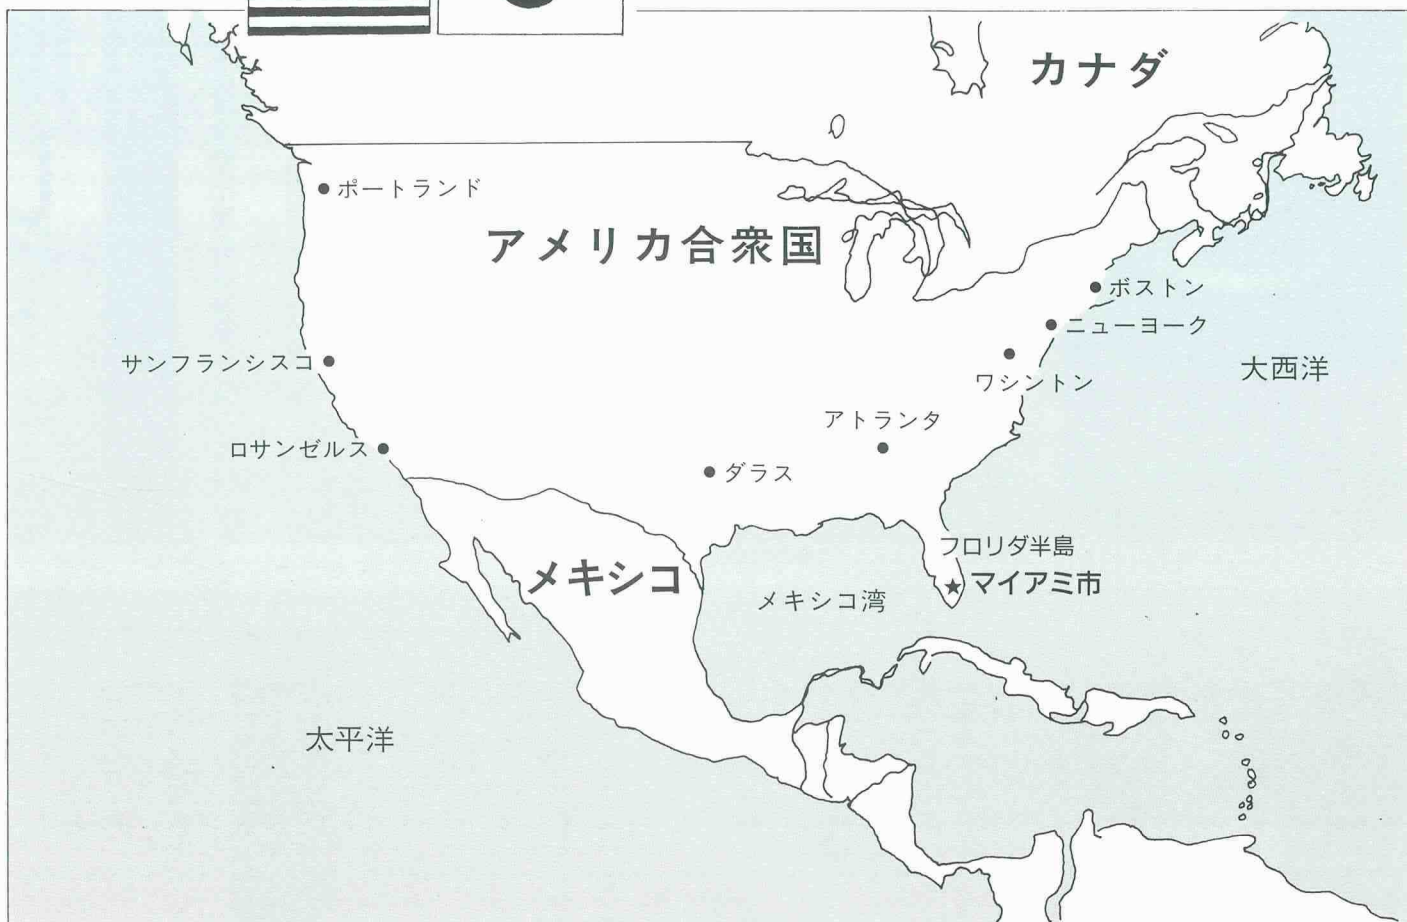 カナダ
ポートランド
アメリカ合衆国
ボストン
ニューヨーク
サンフランシスコ
ワシントン
大西洋
アトランタ
ロサンゼルス
ダラス
フロリダ半島
メキシコ
マイアミ市
メキシコ湾
太平洋